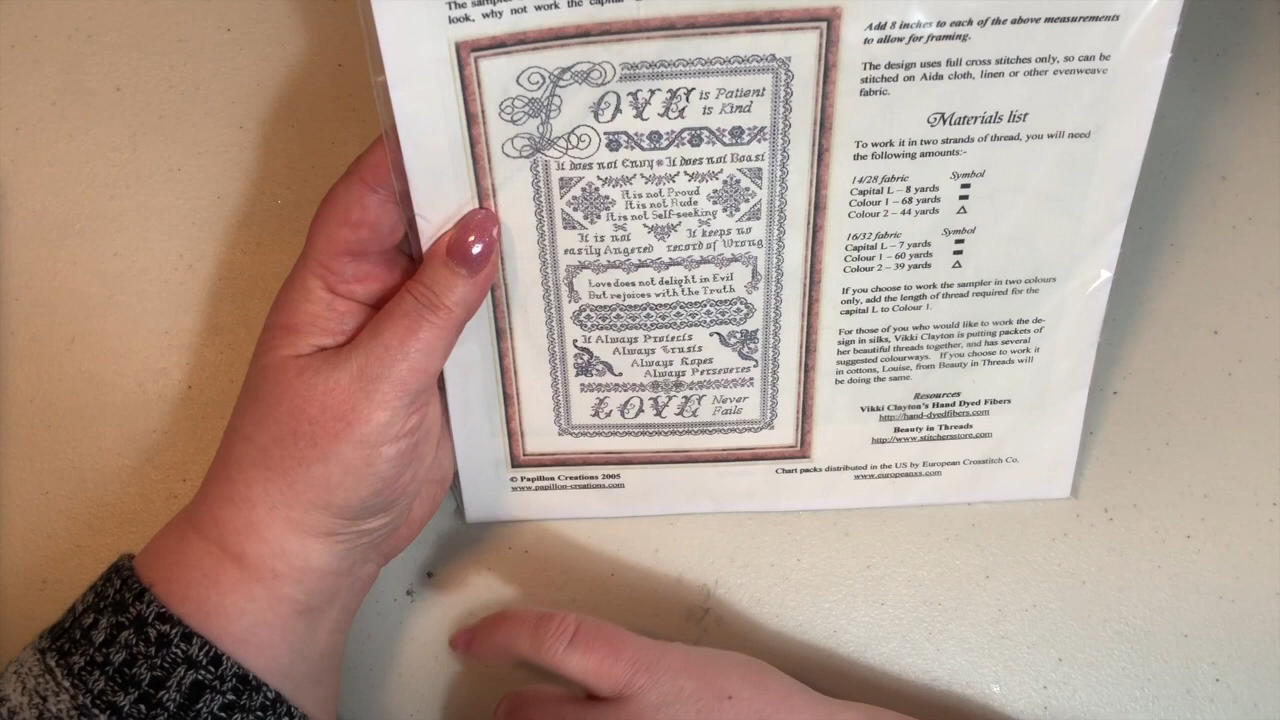 The sampler
look, why not work the capital
LOVE is Patient
is Kind
It does not Envy * It does not Boast
It is not Proud
It is not Rude
It is not Self-seeking
It is not
easily Angered
It keeps no
record of Wrong
Love does not delight in Evil
But rejoices with the Truth
It Always Protects
Always Trusts
Always Hopes
Always Perseveres
LOVE Never
Fails
© Papillon Creations 2005
www.papillon-creations.com
Add 8 inches to each of the above measurements
to allow for framing.
The design uses full cross stitches only, so can be
stitched on Aida cloth, linen or other evenweave
fabric.
Materials list
To work it in two strands of thread, you will need
the following amounts:-
14/28 fabric Symbol
Capital L – 8 yards
Colour 1 – 68 yards
Colour 2 – 44 yards
16/32 fabric Symbol
Capital L – 7 yards
Colour 1 – 60 yards
Colour 2 – 39 yards
If you choose to work the sampler in two colours
only, add the length of thread required for the
capital L to Colour 1.
For those of you who would like to work the de-
sign in silks, Vikki Clayton is putting packets of
her beautiful threads together, and has several
suggested colourways. If you choose to work it
in cottons, Louise, from Beauty in Threads will
be doing the same.
Resources
Vikki Clayton's Hand Dyed Fibers
http://hand-dyedfibers.com
Beauty in Threads
http://www.stitchersstore.com
Chart packs distributed in the US by European Crosstitch Co.
www.europeanxs.com